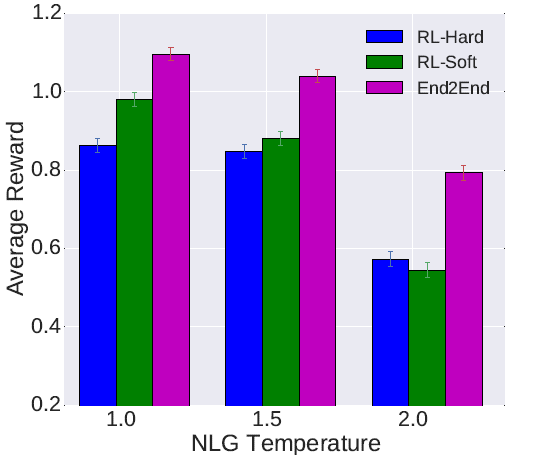 1.2
1.0
0.8
0.6
0.4
0.2
Average Reward
RL-Hard
RL-Soft
End2End
1.0 1.5 2.0
NLG Temperature